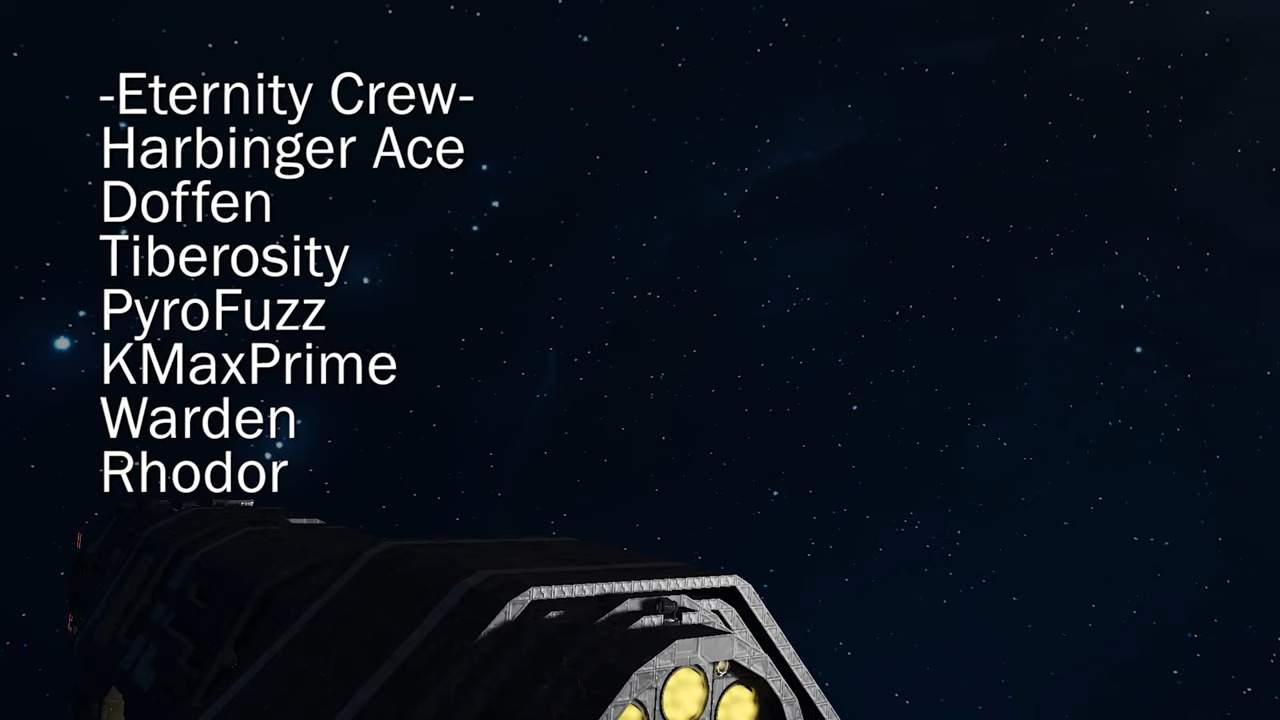 -Eternity Crew-
Harbinger Ace
Doffen
Tiberosity
PyroFuzz
KMaxPrime
Warden
Rhodor